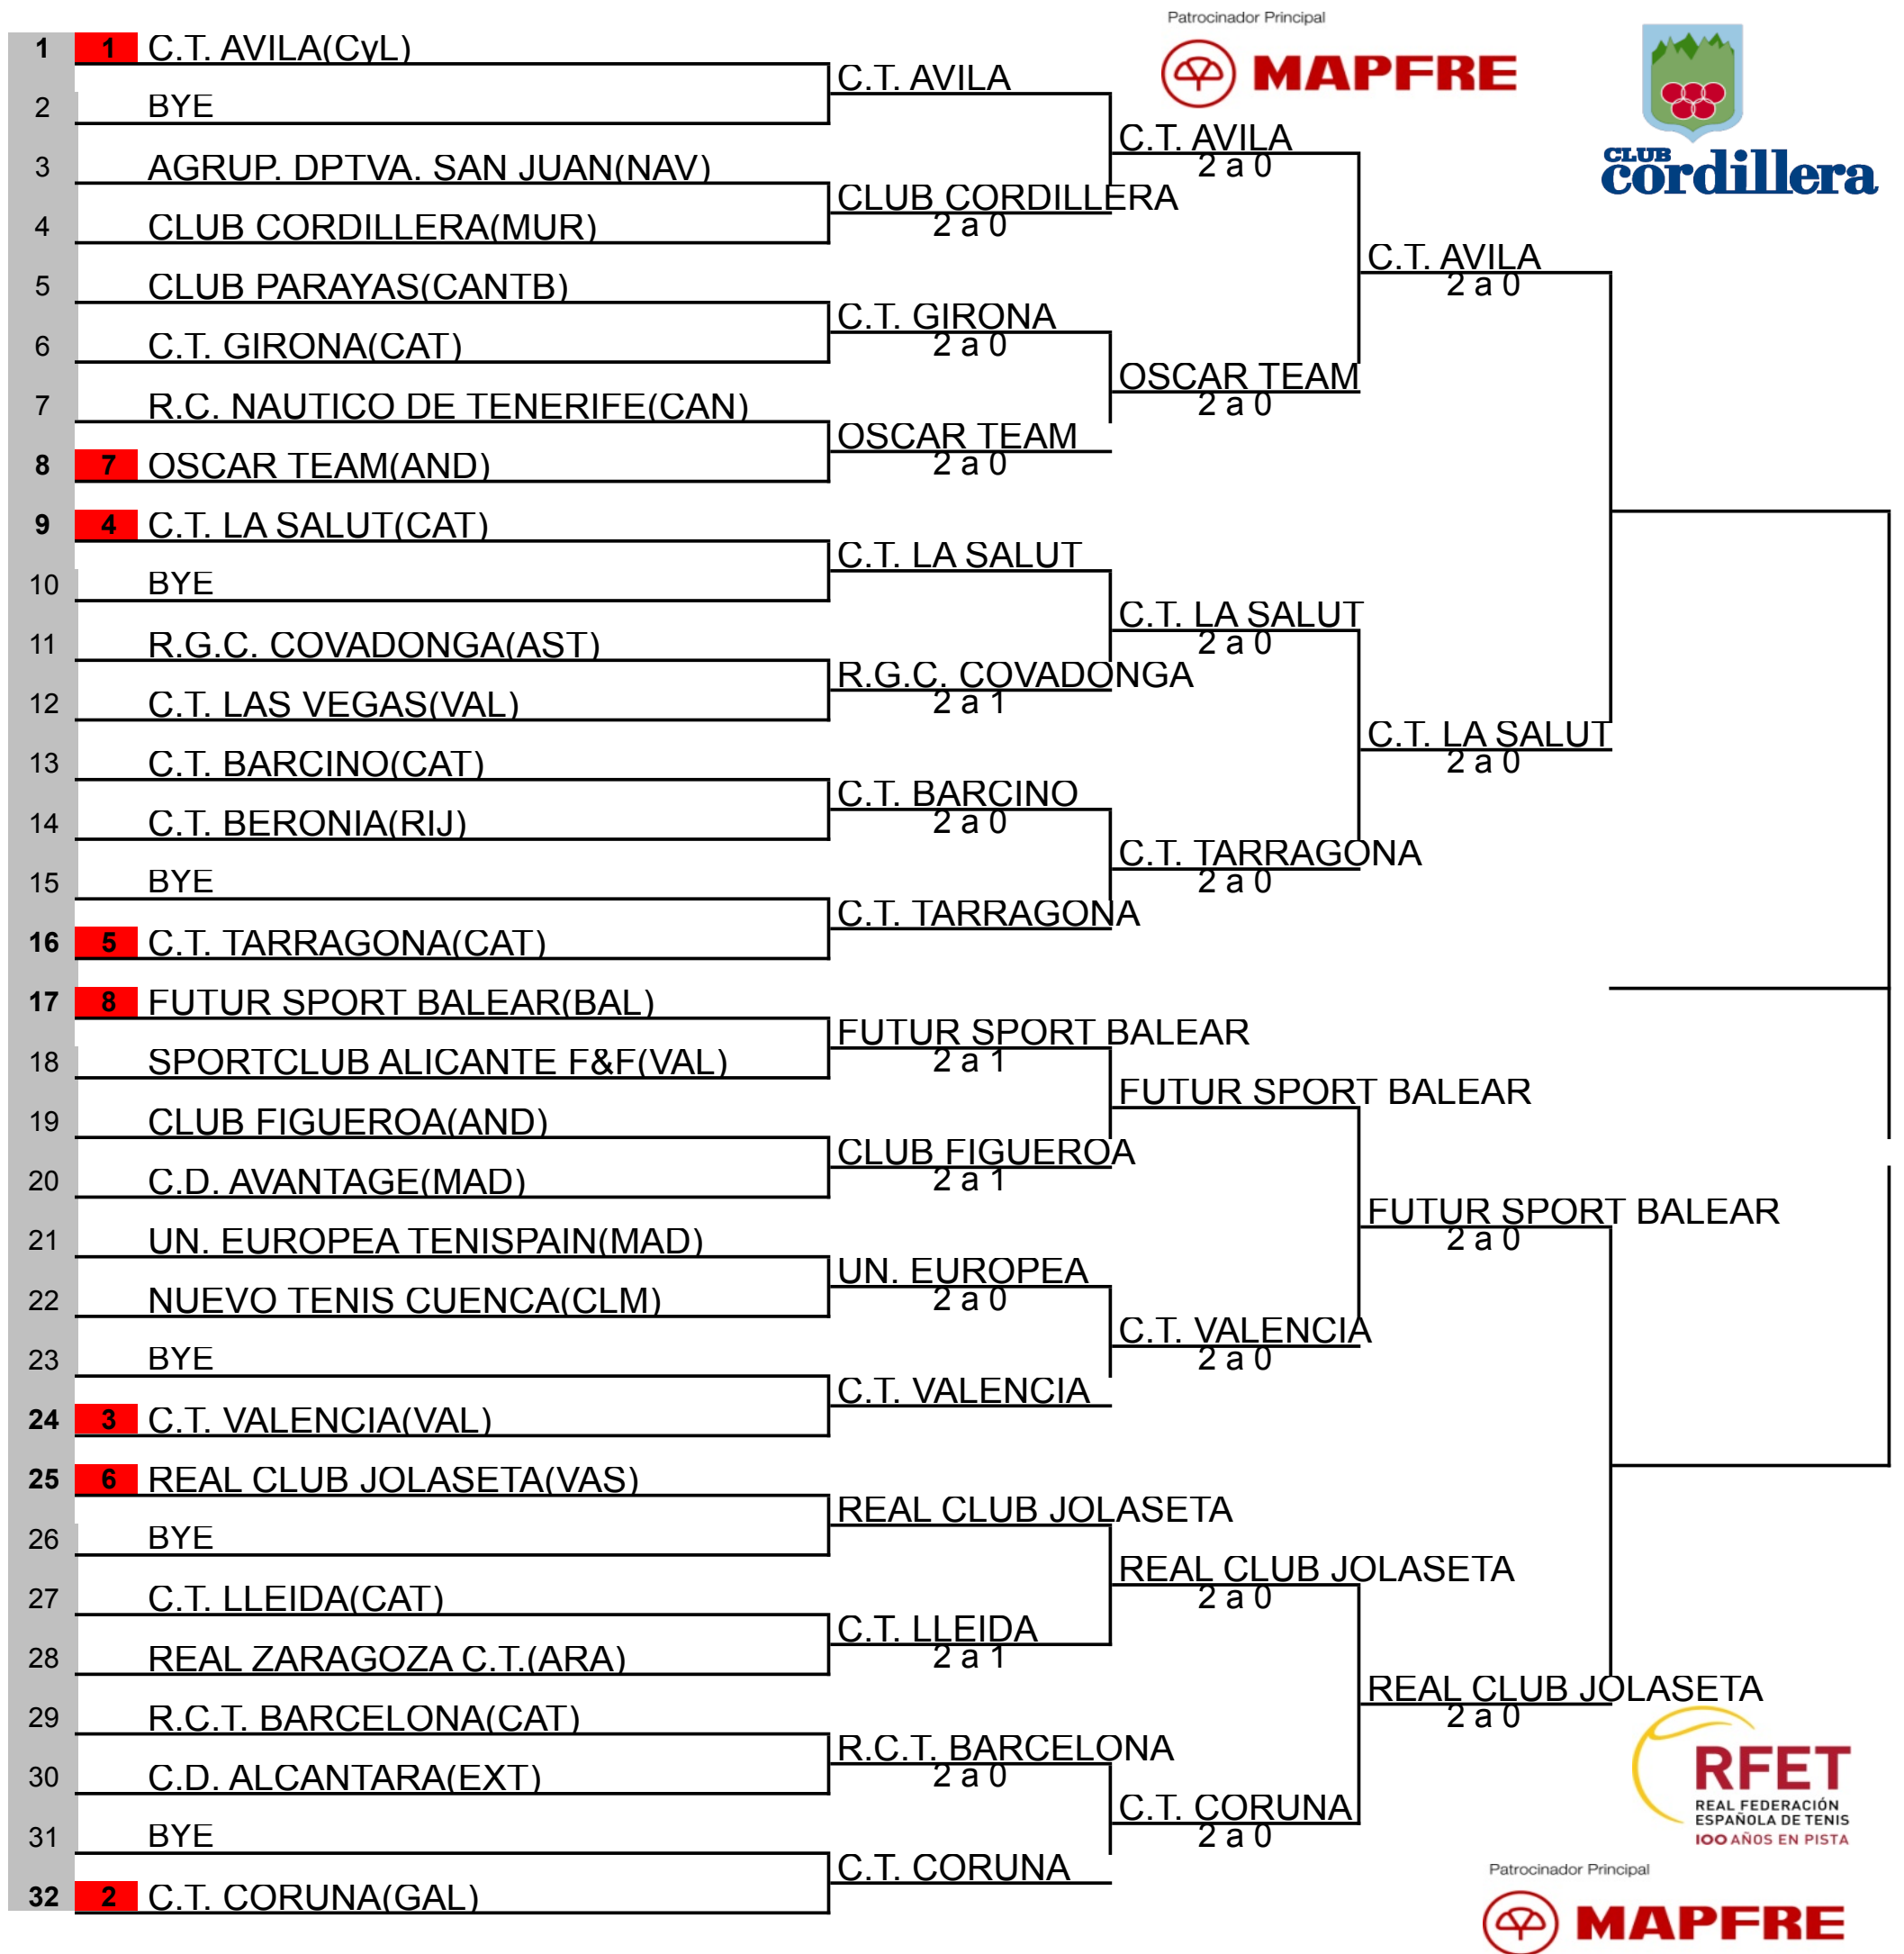 Patrocinador Principal
MAPFRE
CLUB
cordillera
1 1 C.T. AVILA(CyL)
C.T. AVILA
2 BYE
C.T. AVILA
2 a 0
3 AGRUP. DPTVA. SAN JUAN(NAV)
CLUB CORDILLERA
2 a 0
4 CLUB CORDILLERA(MUR)
C.T. AVILA
2 a 0
5 CLUB PARAYAS(CANTB)
C.T. GIRONA
2 a 0
6 C.T. GIRONA(CAT)
OSCAR TEAM
2 a 0
7 R.C. NAUTICO DE TENERIFE(CAN)
OSCAR TEAM
2 a 0
8 7 OSCAR TEAM(AND)
9 4 C.T. LA SALUT(CAT)
C.T. LA SALUT
10 BYE
C.T. LA SALUT
2 a 0
11 R.G.C. COVADONGA(AST)
R.G.C. COVADONGA
2 a 1
12 C.T. LAS VEGAS(VAL)
C.T. LA SALUT
2 a 0
13 C.T. BARCINO(CAT)
C.T. BARCINO
2 a 0
14 C.T. BERONIA(RIJ)
C.T. TARRAGONA
2 a 0
15 BYE
C.T. TARRAGONA
16 5 C.T. TARRAGONA(CAT)
17 8 FUTUR SPORT BALEAR(BAL)
FUTUR SPORT BALEAR
2 a 1
18 SPORTCLUB ALICANTE F&F(VAL)
FUTUR SPORT BALEAR
19 CLUB FIGUEROA(AND)
CLUB FIGUEROA
2 a 1
20 C.D. AVANTAGE(MAD)
FUTUR SPORT BALEAR
2 a 0
21 UN. EUROPEA TENISPAIN(MAD)
UN. EUROPEA
2 a 0
22 NUEVO TENIS CUENCA(CLM)
C.T. VALENCIA
2 a 0
23 BYE
C.T. VALENCIA
24 3 C.T. VALENCIA(VAL)
25 6 REAL CLUB JOLASETA(VAS)
REAL CLUB JOLASETA
26 BYE
REAL CLUB JOLASETA
2 a 0
27 C.T. LLEIDA(CAT)
C.T. LLEIDA
2 a 1
28 REAL ZARAGOZA C.T.(ARA)
REAL CLUB JOLASETA
2 a 0
29 R.C.T. BARCELONA(CAT)
R.C.T. BARCELONA
2 a 0
30 C.D. ALCANTARA(EXT)
C.T. CORUNA
2 a 0
31 BYE
C.T. CORUNA
32 2 C.T. CORUNA(GAL)
RFET
REAL FEDERACIÓN
ESPAÑOLA DE TENIS
100 AÑOS EN PISTA
Patrocinador Principal
MAPFRE